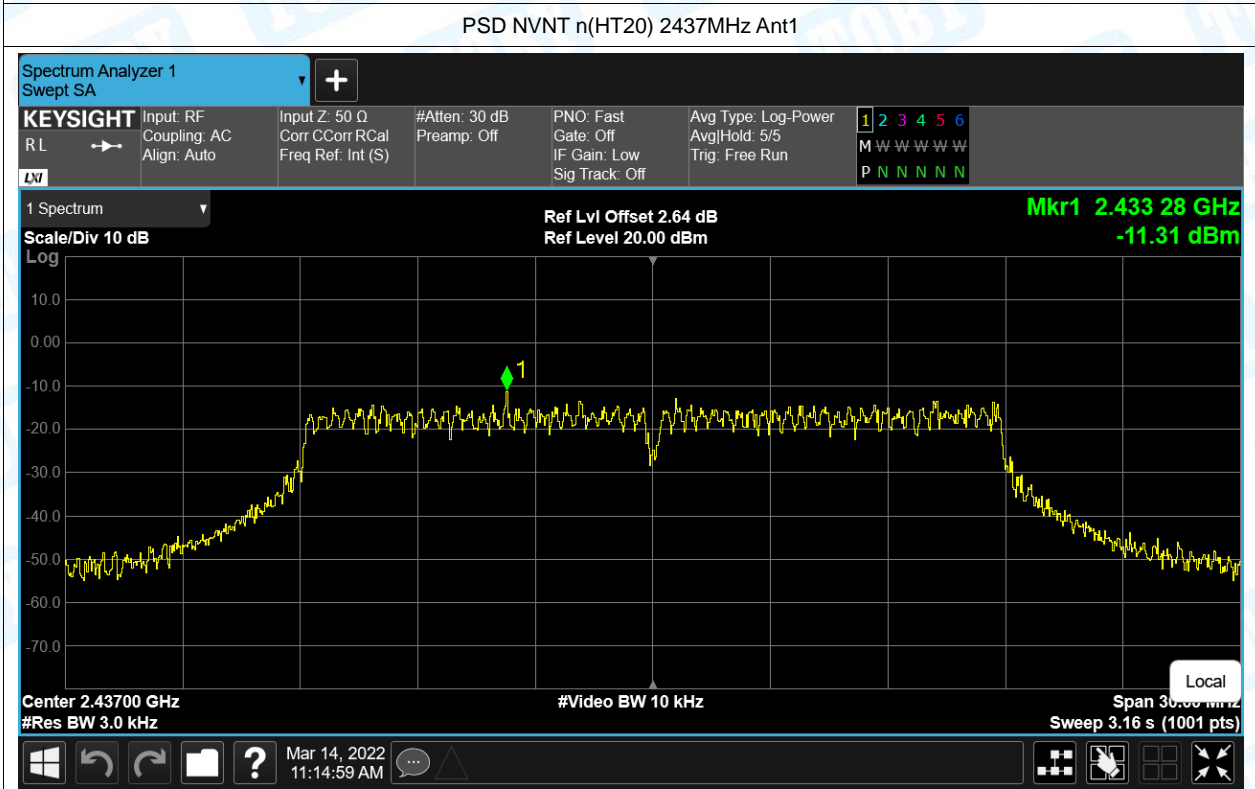 PSD NVNT n(HT20) 2437MHz Ant1
Spectrum Analyzer 1
Swept SA
KEYSIGHT
RL
LXI
Input: RF
Coupling: AC
Align: Auto
Input Z: 50 Ω
Corr CCorr RCal
Freq Ref: Int (S)
#Atten: 30 dB
Preamp: Off
PNO: Fast
Gate: Off
IF Gain: Low
Sig Track: Off
Avg Type: Log-Power
Avg|Hold: 5/5
Trig: Free Run
1 2 3 4 5 6
M W W W W W
P N N N N N
1 Spectrum
Scale/Div 10 dB
Log
Ref Lvl Offset 2.64 dB
Ref Level 20.00 dBm
Mkr1 2.433 28 GHz
-11.31 dBm
10.0
0.00
1
-10.0
-20.0
-30.0
-40.0
-50.0
-60.0
-70.0
Local
Center 2.43700 GHz
#Video BW 10 kHz
Span 30.00 MHz
#Res BW 3.0 kHz
Sweep 3.16 s (1001 pts)
?
Mar 14, 2022
11:14:59 AM